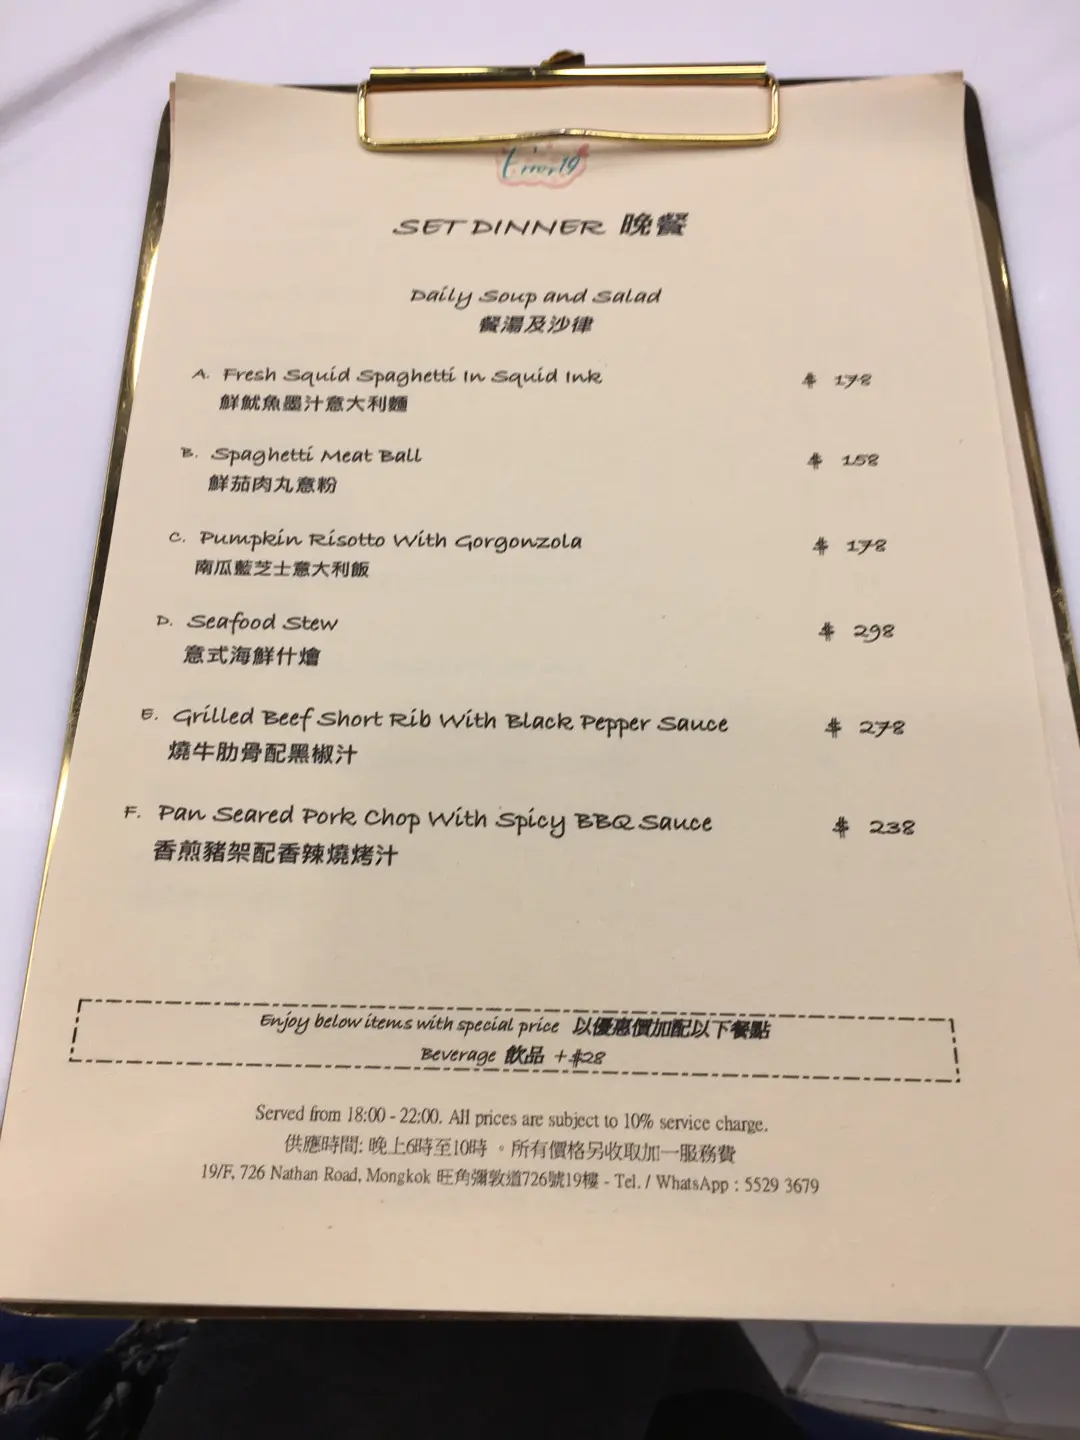 Error19
SET DINNER 晚餐
Daily Soup and Salad
餐湯及沙律
A. Fresh Squid Spaghetti In Squid Ink $ 178
鮮魷魚墨汁意大利麵
B. Spaghetti Meat Ball $ 158
鮮茄肉丸意粉
C. Pumpkin Risotto With Gorgonzola $ 178
南瓜藍芝士意大利飯
D. Seafood Stew $ 298
意式海鮮什燴
E. Grilled Beef Short Rib With Black Pepper Sauce $ 278
燒牛肋骨配黑椒汁
F. Pan Seared Pork Chop With Spicy BBQ Sauce $ 238
香煎豬架配香辣燒烤汁
Enjoy below items with special price 以優惠價加配以下餐點
Beverage 飲品 +$28
Served from 18:00 - 22:00. All prices are subject to 10% service charge.
供應時間: 晚上6時至10時。所有價格另收取加一服務費
19/F, 726 Nathan Road, Mongkok 旺角彌敦道726號19樓 - Tel. / WhatsApp : 5529 3679